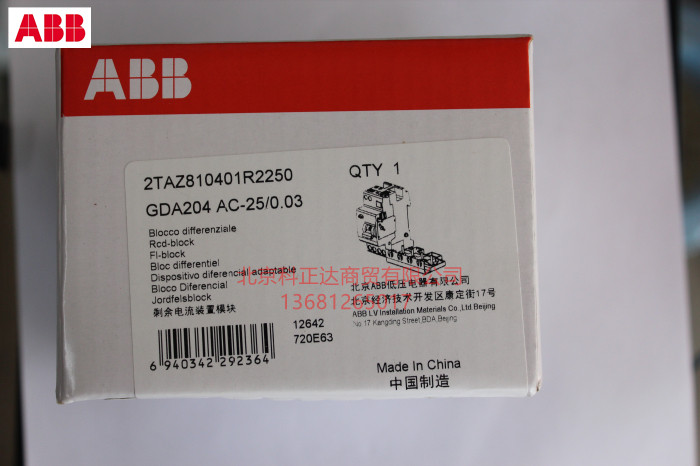 ABB
ABB
2TAZ810401R2250
QTY 1
GDA204 AC-25/0.03
Blocco differenziale
Rcd-block
FI-block
Bloc differentiel
Dispositivo diferencial adaptable
Bloco Diferencial
Jordfelsblock
剩余电流装置模块
北京科正达商贸有限公司
北京ABB低压电器有限公司
北京经济技术开发区康定街17号
ABB LV Installation Materials Co.,Ltd.Beijing
No 17 Kangding Street,BDA,Beijing
12642
720E63
6 940342 292364
Made In China
中国制造